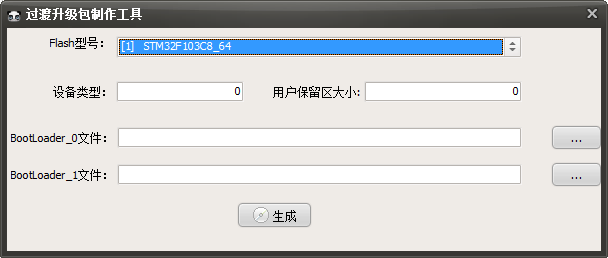 过渡升级包制作工具
Flash型号： [1] STM32F103C8_64
设备类型： 0 用户保留区大小: 0
BootLoader_0文件： ...
BootLoader_1文件： ...
生成